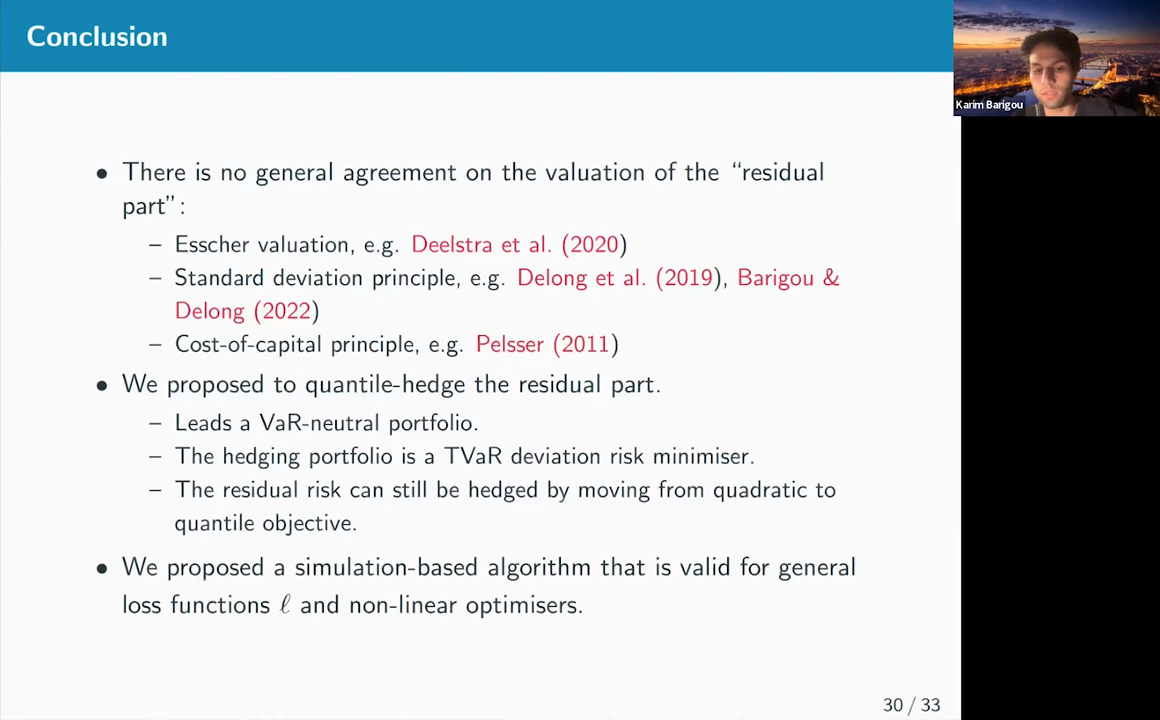 Conclusion
Karim Barigou
• There is no general agreement on the valuation of the “residual
part”:
– Esscher valuation, e.g. Deelstra et al. (2020)
– Standard deviation principle, e.g. Delong et al. (2019), Barigou &
Delong (2022)
– Cost-of-capital principle, e.g. Pelsser (2011)
• We proposed to quantile-hedge the residual part.
– Leads a VaR-neutral portfolio.
– The hedging portfolio is a TVaR deviation risk minimiser.
– The residual risk can still be hedged by moving from quadratic to
quantile objective.
• We proposed a simulation-based algorithm that is valid for general
loss functions ℓ and non-linear optimisers.
30 / 33